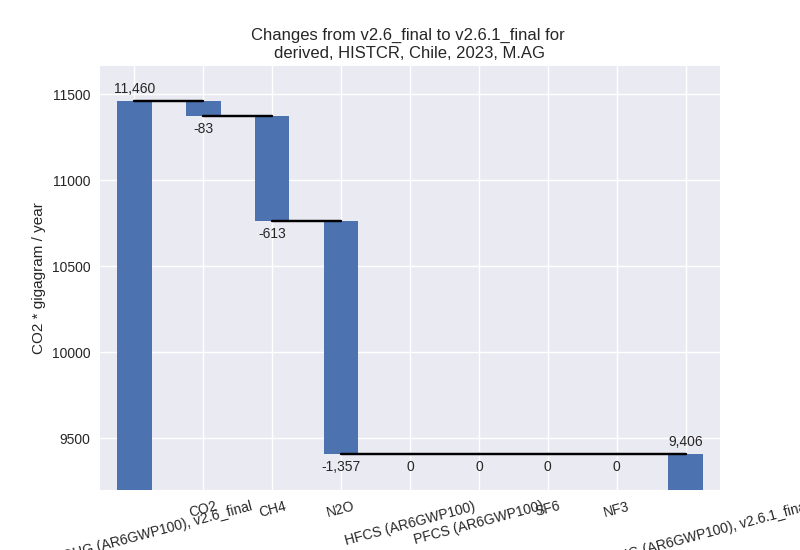 Changes from v2.6_final to v2.6.1_final for
derived, HISTCR, Chile, 2023, M.AG
CO2 * gigagram / year
11500
11000
10500
10000
9500
11,460
-83
-613
-1,357
0
0
0
0
9,406
(AR6GWP100), v2.6_final
CO2
CH4
N2O
HFCS (AR6GWP100)
PFCS (AR6GWP100)
SF6
NF3
(AR6GWP100), v2.6.1_fina